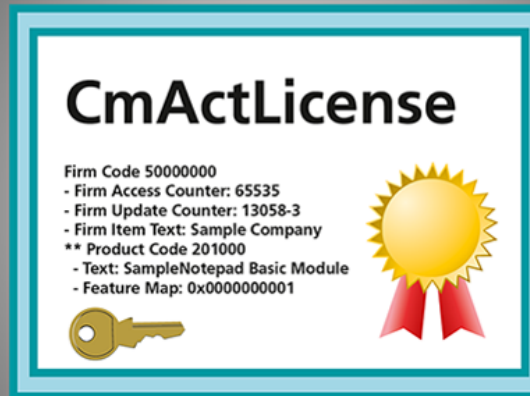 CmActLicense
Firm Code 50000000
- Firm Access Counter: 65535
- Firm Update Counter: 13058-3
- Firm Item Text: Sample Company
** Product Code 201000
- Text: SampleNotepad Basic Module
- Feature Map: 0x0000000001